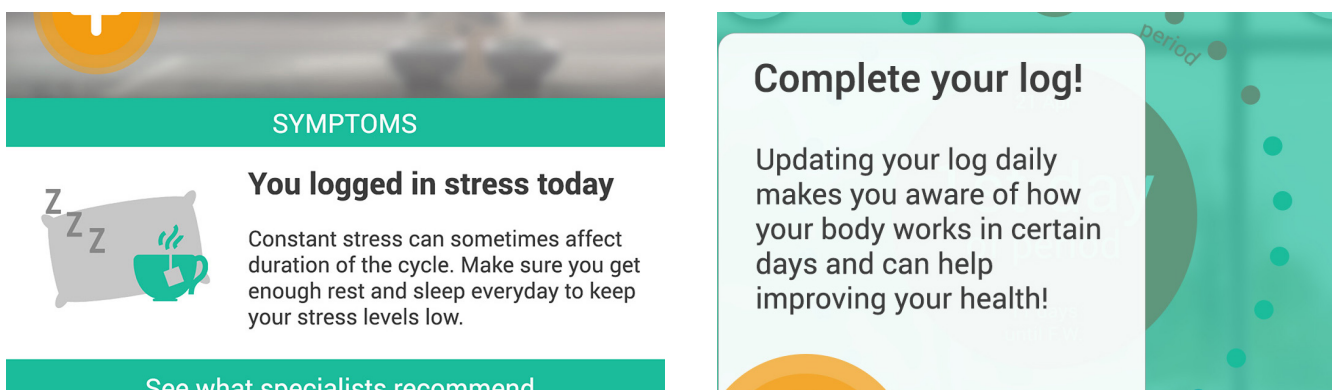 SYMPTOMS
Z
Z
Z
You logged in stress today
Constant stress can sometimes affect
duration of the cycle. Make sure you get
enough rest and sleep everyday to keep
your stress levels low.
See what specialists recommend
period
Complete your log!
Updating your log daily
makes you aware of how
your body works in certain
days and can help
improving your health!